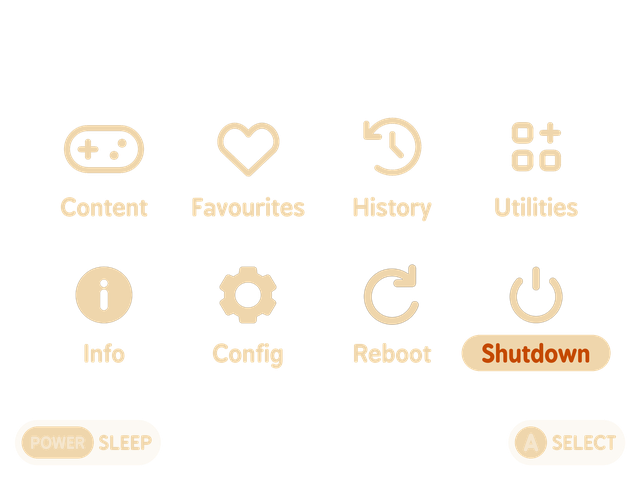 Content Favourites History Utilities
Info Config Reboot Shutdown
POWER SLEEP A SELECT